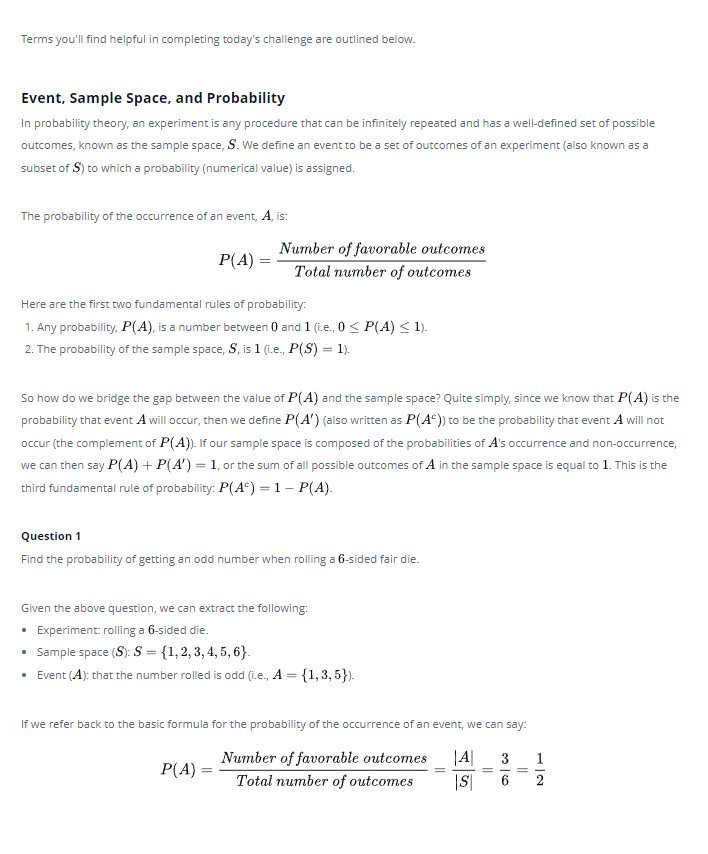 Terms you'll find helpful in completing today's challenge are outlined below.
Event, Sample Space, and Probability
In probability theory, an experiment is any procedure that can be infinitely repeated and has a well-defined set of possible
outcomes, known as the sample space, S. We define an event to be a set of outcomes of an experiment (also known as a
subset of S) to which a probability (numerical value) is assigned.
The probability of the occurrence of an event, A, is:
P(A) = Number of favorable outcomes / Total number of outcomes
Here are the first two fundamental rules of probability:
1. Any probability, P(A), is a number between 0 and 1 (i.e., 0 ≤ P(A) ≤ 1).
2. The probability of the sample space, S, is 1 (i.e., P(S) = 1).
So how do we bridge the gap between the value of P(A) and the sample space? Quite simply, since we know that P(A) is the
probability that event A will occur, then we define P(A′) (also written as P(Aᶜ)) to be the probability that event A will not
occur (the complement of P(A)). If our sample space is composed of the probabilities of A's occurrence and non-occurrence,
we can then say P(A) + P(A′) = 1, or the sum of all possible outcomes of A in the sample space is equal to 1. This is the
third fundamental rule of probability: P(Aᶜ) = 1 − P(A).
Question 1
Find the probability of getting an odd number when rolling a 6-sided fair die.
Given the above question, we can extract the following:
• Experiment: rolling a 6-sided die.
• Sample space (S): S = {1, 2, 3, 4, 5, 6}.
• Event (A): that the number rolled is odd (i.e., A = {1, 3, 5}).
If we refer back to the basic formula for the probability of the occurrence of an event, we can say:
P(A) = Number of favorable outcomes / Total number of outcomes = |A| / |S| = 3 / 6 = 1 / 2